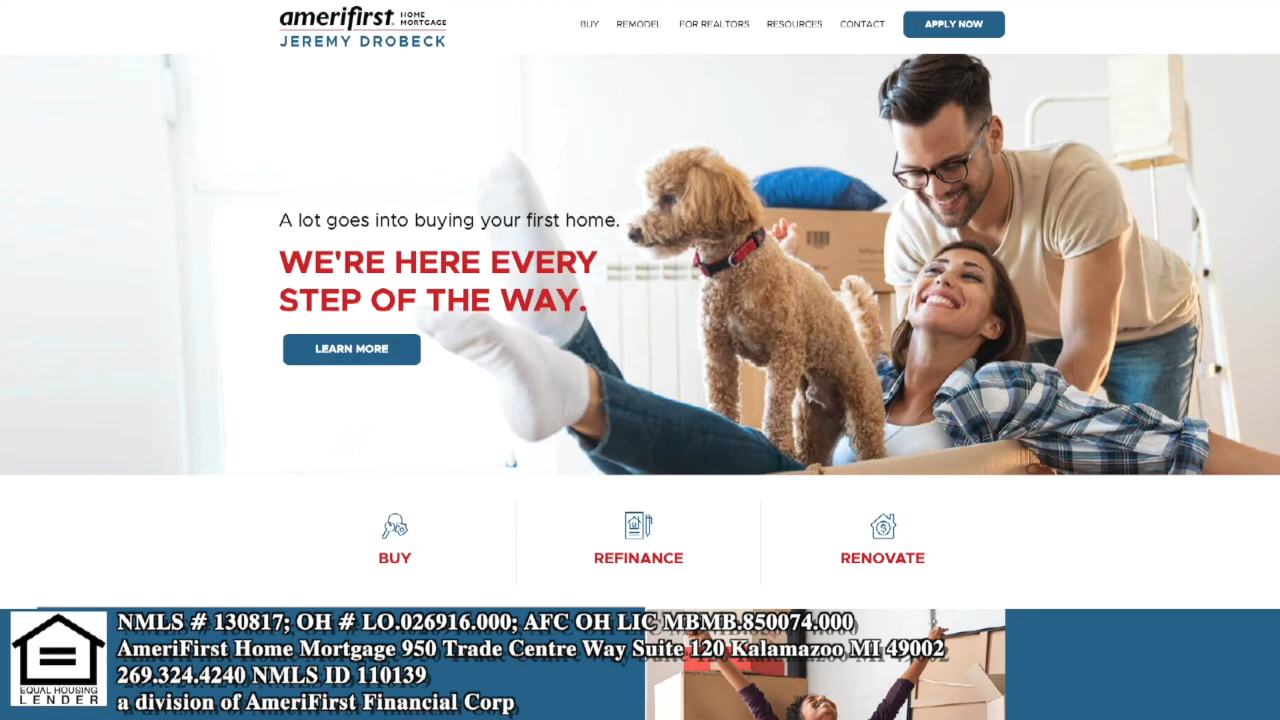 amerifirst HOME MORTGAGE
JEREMY DROBECK
BUY REMODEL FOR REALTORS RESOURCES CONTACT APPLY NOW
A lot goes into buying your first home.
WE'RE HERE EVERY
STEP OF THE WAY.
LEARN MORE
BUY REFINANCE RENOVATE
NMLS # 130817; OH # LO.026916.000; AFC OH LIC MBMB.850074.000
AmeriFirst Home Mortgage 950 Trade Centre Way Suite 120 Kalamazoo MI 49002
269.324.4240 NMLS ID 110139
a division of AmeriFirst Financial Corp
EQUAL HOUSING
LENDER